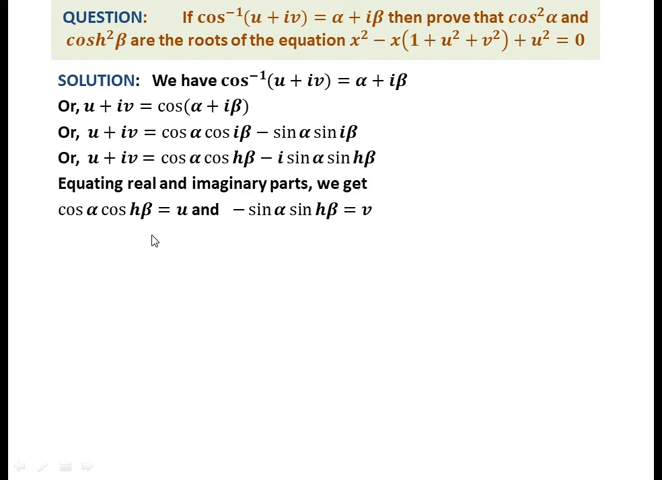 QUESTION: If cos⁻¹(u + iv) = α + iβ then prove that cos²α and
cosh²β are the roots of the equation x² − x(1 + u² + v²) + u² = 0
SOLUTION: We have cos⁻¹(u + iv) = α + iβ
Or, u + iv = cos(α + iβ)
Or, u + iv = cos α cos iβ − sin α sin iβ
Or, u + iv = cos α cos hβ − i sin α sin hβ
Equating real and imaginary parts, we get
cos α cos hβ = u and − sin α sin hβ = v